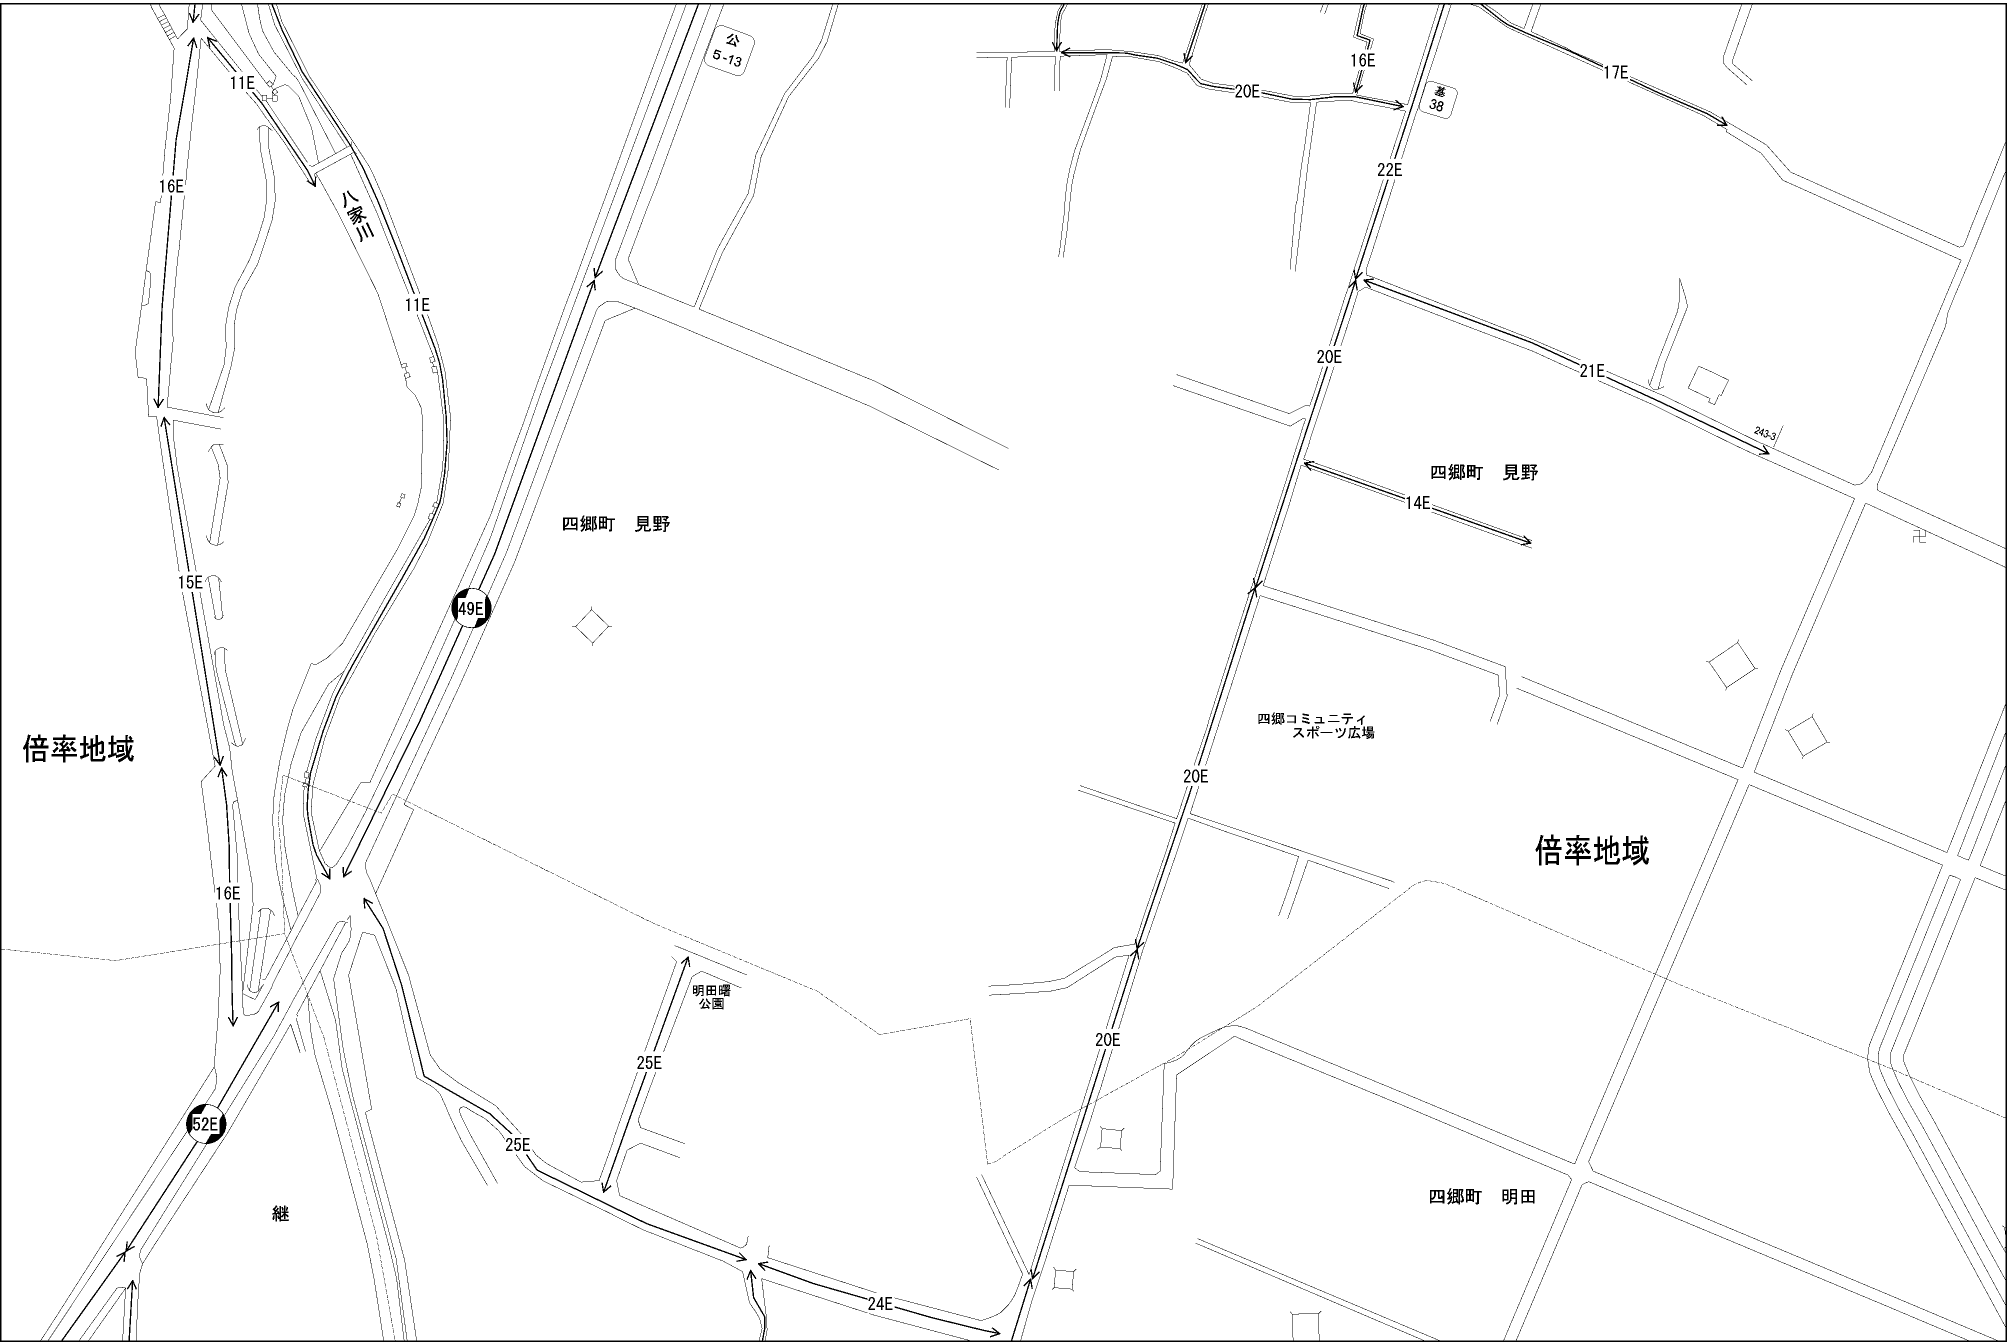 公
5-13
16E
11E
17E
20E
基
38
22E
16E
八家川
11E
20E
21E
243-3
四郷町 見野
14E
四郷町 見野
15E
49E
四郷コミュニティ
スポーツ広場
倍率地域
20E
倍率地域
16E
明田曙
公園
20E
25E
52E
25E
四郷町 明田
継
24E